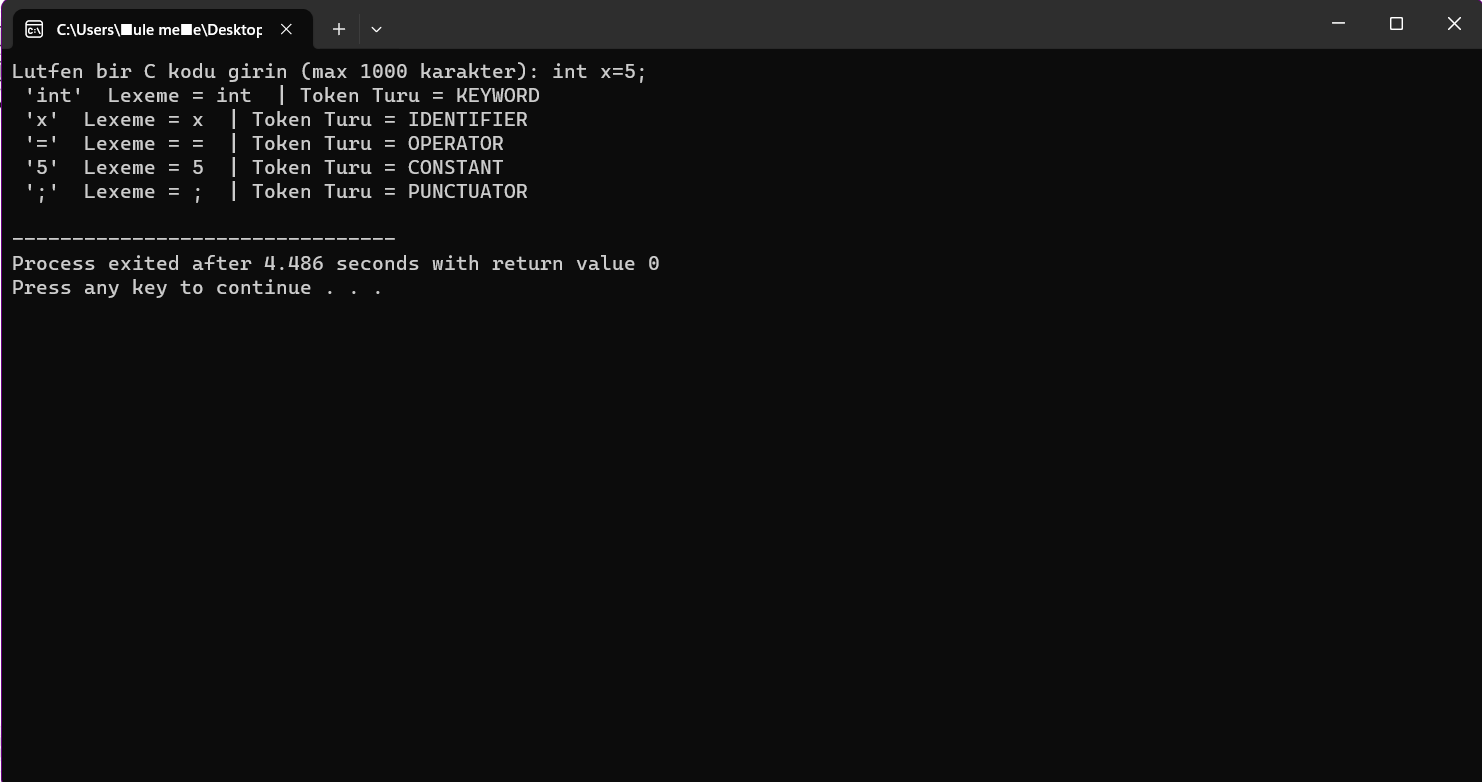 C:\Users\■ule me■e\Desktop
Lutfen bir C kodu girin (max 1000 karakter): int x=5;
'int'  Lexeme = int  | Token Turu = KEYWORD
'x'  Lexeme = x  | Token Turu = IDENTIFIER
'='  Lexeme = =  | Token Turu = OPERATOR
'5'  Lexeme = 5  | Token Turu = CONSTANT
';'  Lexeme = ;  | Token Turu = PUNCTUATOR
--------------------------------
Process exited after 4.486 seconds with return value 0
Press any key to continue . . .